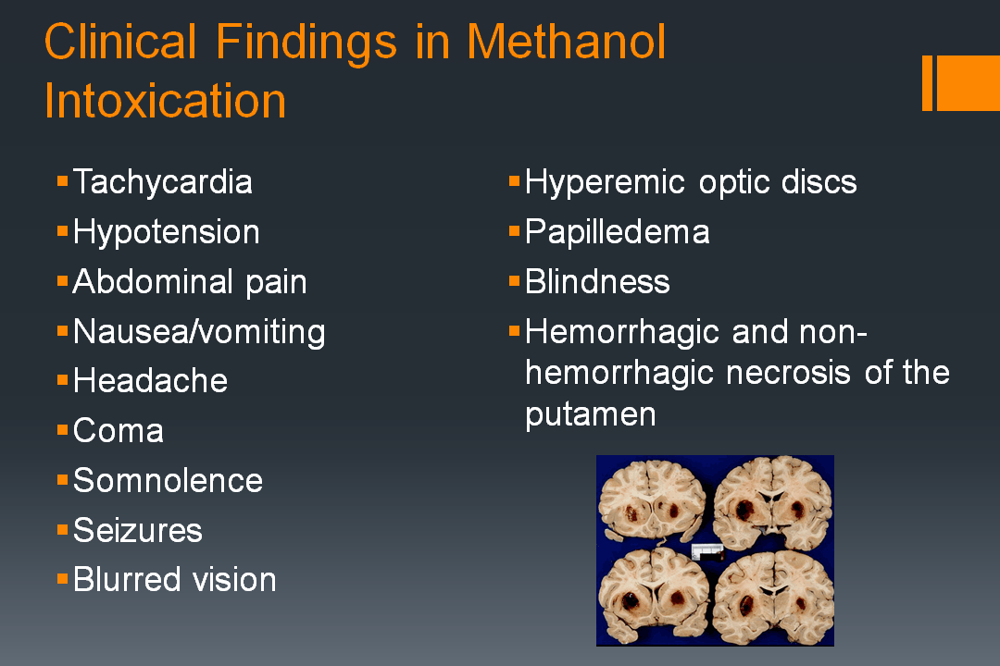 Clinical Findings in Methanol
Intoxication
Tachycardia
Hypotension
Abdominal pain
Nausea/vomiting
Headache
Coma
Somnolence
Seizures
Blurred vision
Hyperemic optic discs
Papilledema
Blindness
Hemorrhagic and non-
hemorrhagic necrosis of the
putamen